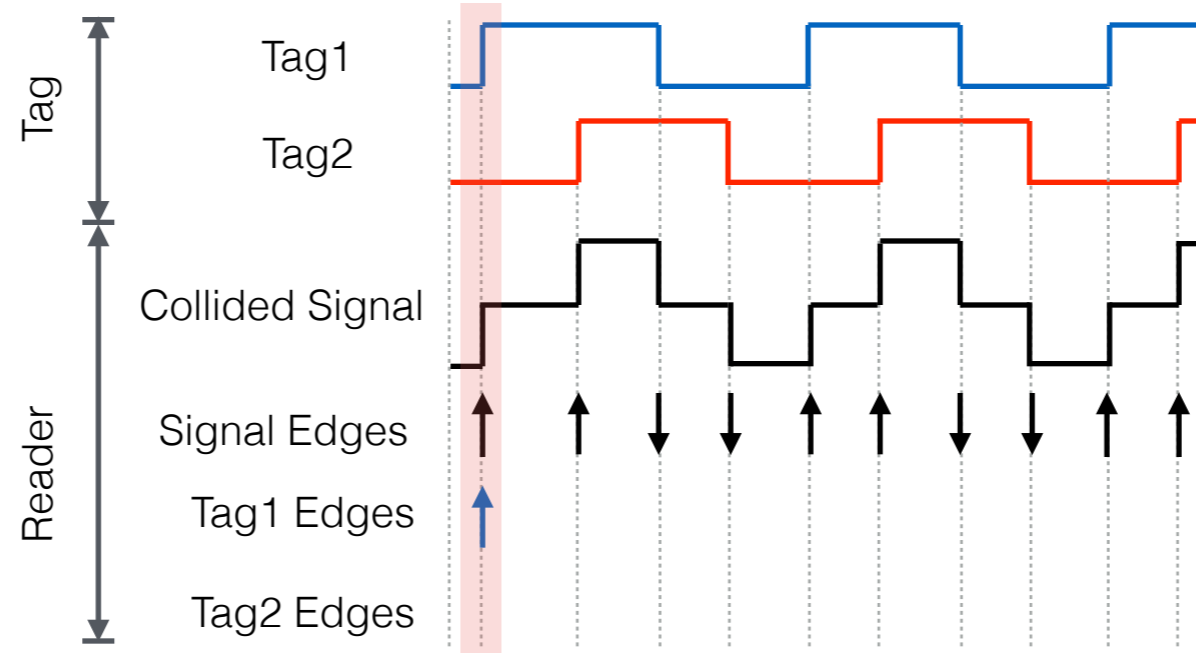 Tag
Tag1
Tag2
Reader
Collided Signal
Signal Edges
Tag1 Edges
Tag2 Edges